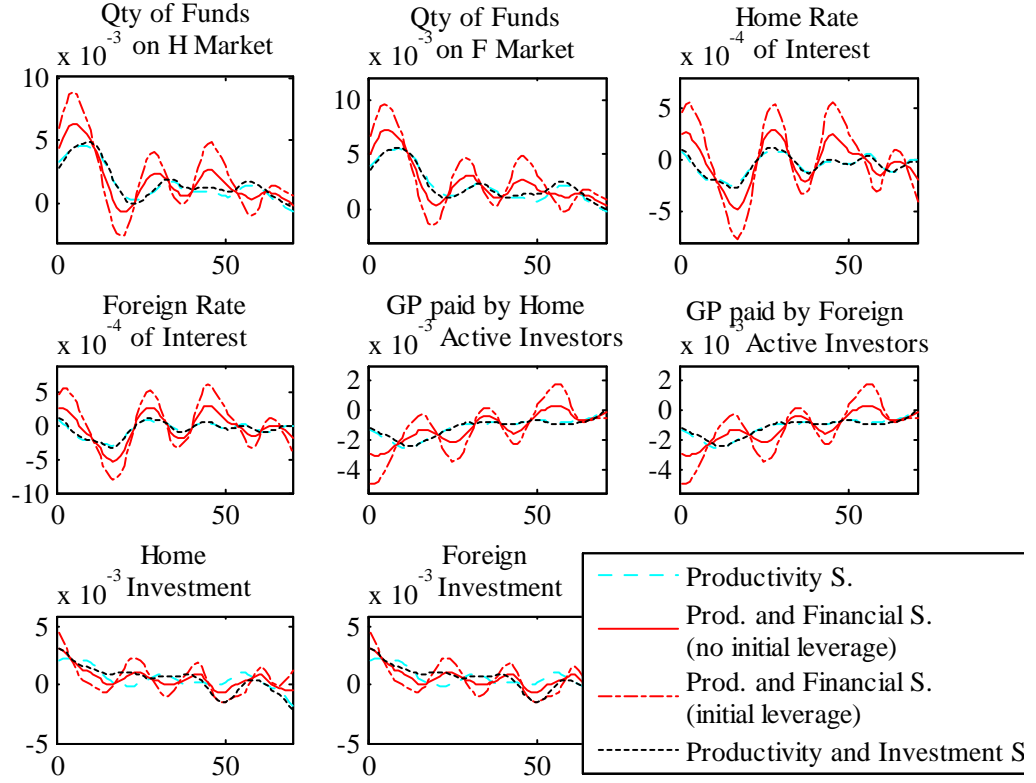 Qty of Funds
x 10^-3 on H Market
10
5
0
0
50
Qty of Funds
x 10^-3 on F Market
10
5
0
0
50
Home Rate
x 10^-4 of Interest
5
0
-5
0
50
Foreign Rate
x 10^-4 of Interest
5
0
-5
-10
0
50
GP paid by Home
x 10^-3 Active Investors
2
0
-2
-4
0
50
GP paid by Foreign
x 10^-3 Active Investors
2
0
-2
-4
0
50
Home
x 10^-3 Investment
5
0
-5
0
50
Foreign
x 10^-3 Investment
5
0
-5
0
50
Productivity S.
Prod. and Financial S.
(no initial leverage)
Prod. and Financial S.
(initial leverage)
Productivity and Investment S